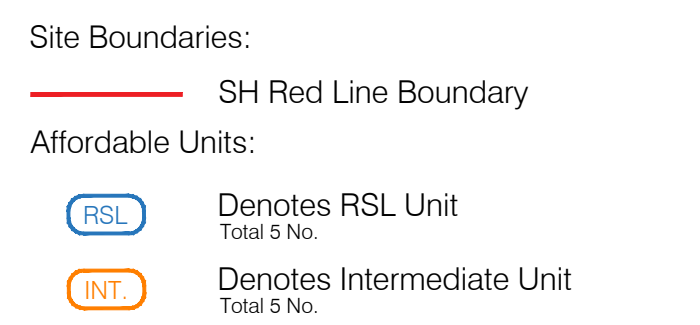 Site Boundaries:
SH Red Line Boundary
Affordable Units:
RSL Denotes RSL Unit
Total 5 No.
INT. Denotes Intermediate Unit
Total 5 No.